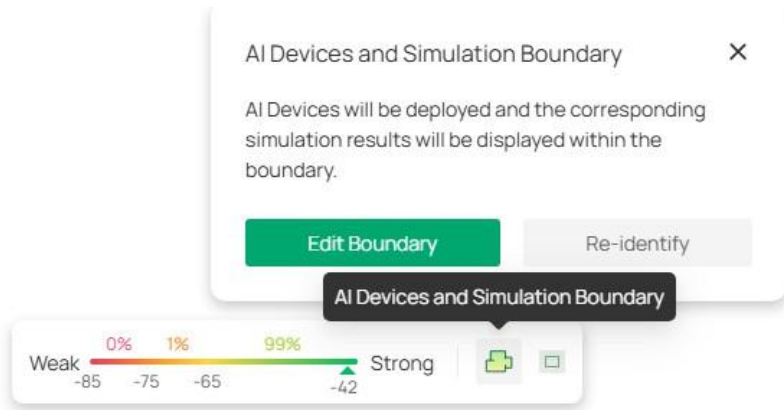 AI Devices and Simulation Boundary
AI Devices will be deployed and the corresponding
simulation results will be displayed within the
boundary.
Edit Boundary
Re-identify
AI Devices and Simulation Boundary
0% 1% 99%
Weak Strong
-85 -75 -65 -42